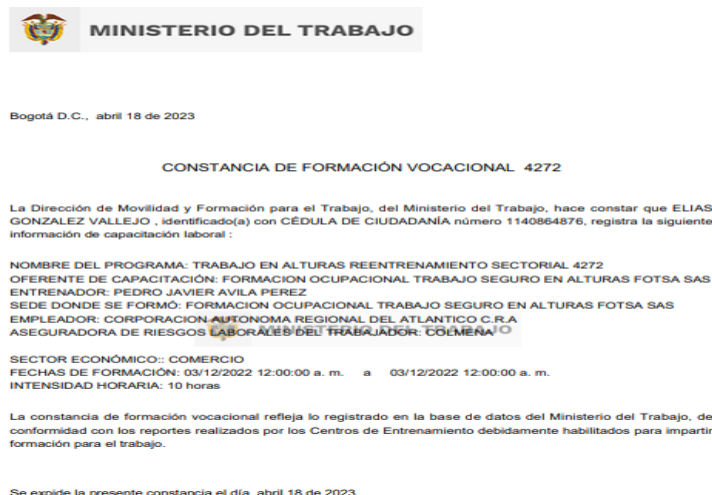 MINISTERIO DEL TRABAJO
Bogotá D.C., abril 18 de 2023
CONSTANCIA DE FORMACIÓN VOCACIONAL 4272
La Dirección de Movilidad y Formación para el Trabajo, del Ministerio del Trabajo, hace constar que ELIAS
GONZALEZ VALLEJO , identificado(a) con CÉDULA DE CIUDADANÍA número 1140864876, registra la siguiente
información de capacitación laboral :
NOMBRE DEL PROGRAMA: TRABAJO EN ALTURAS REENTRENAMIENTO SECTORIAL 4272
OFERENTE DE CAPACITACIÓN: FORMACION OCUPACIONAL TRABAJO SEGURO EN ALTURAS FOTSA SAS
ENTRENADOR: PEDRO JAVIER AVILA PEREZ
SEDE DONDE SE FORMÓ: FORMACION OCUPACIONAL TRABAJO SEGURO EN ALTURAS FOTSA SAS
EMPLEADOR: CORPORACION AUTONOMA REGIONAL DEL ATLANTICO C.R.A
MINISTERIO DEL TRABAJO
ASEGURADORA DE RIESGOS LABORALES DEL TRABAJADOR: COLMENA
SECTOR ECONÓMICO:: COMERCIO
FECHAS DE FORMACIÓN: 03/12/2022 12:00:00 a. m. a 03/12/2022 12:00:00 a. m.
INTENSIDAD HORARIA: 10 horas
La constancia de formación vocacional refleja lo registrado en la base de datos del Ministerio del Trabajo, de
conformidad con los reportes realizados por los Centros de Entrenamiento debidamente habilitados para impartir
formación para el trabajo.
Se expide la presente constancia el día, abril 18 de 2023